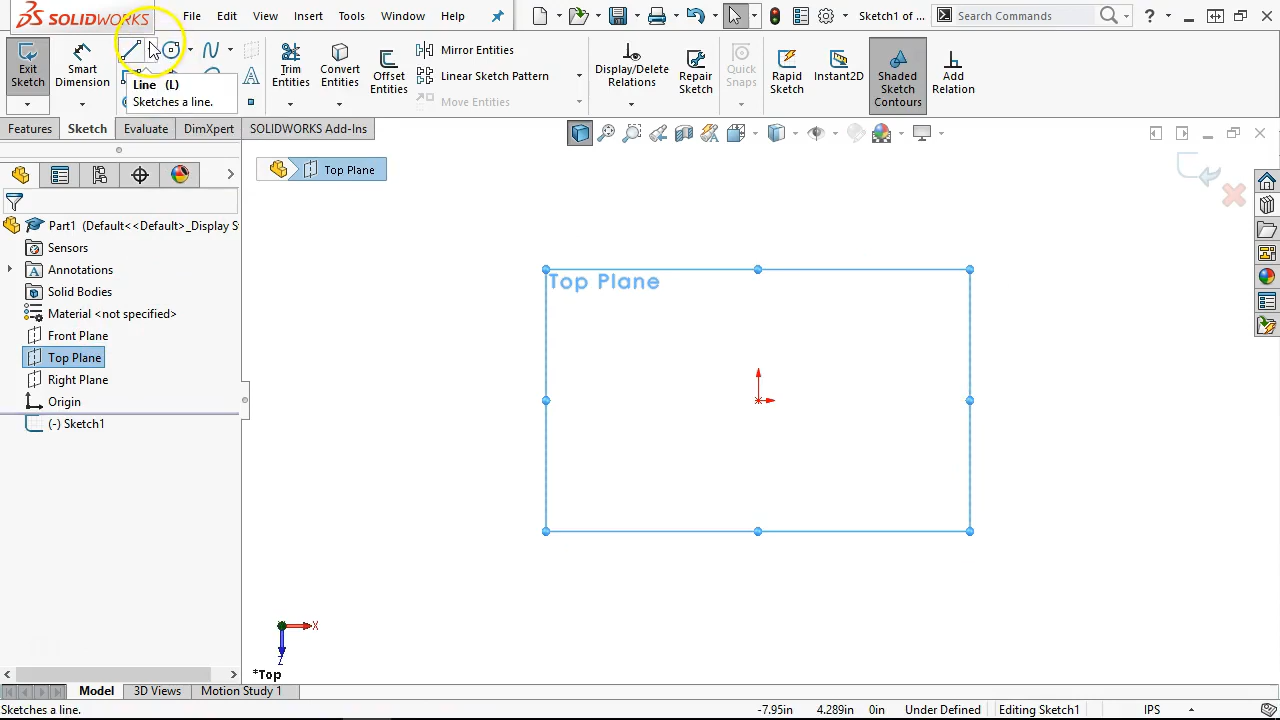 SOLIDWORKS File Edit View Insert Tools Window Help Sketch1 of ... Search Commands
Exit Sketch
Smart Dimension
Line (L)
Sketches a line.
Trim Entities
Convert Entities
Offset Entities
Mirror Entities
Linear Sketch Pattern
Move Entities
Display/Delete Relations
Repair Sketch
Quick Snaps
Rapid Sketch
Instant2D
Shaded Sketch Contours
Add Relation
Features Sketch Evaluate DimXpert SOLIDWORKS Add-Ins
Top Plane
Part1 (Default<<Default>_Display S
Sensors
Annotations
Solid Bodies
Material <not specified>
Front Plane
Top Plane
Right Plane
Origin
(-) Sketch1
Top Plane
X
Z
*Top
Model 3D Views Motion Study 1
Sketches a line. -7.95in 4.289in 0in Under Defined Editing Sketch1 IPS